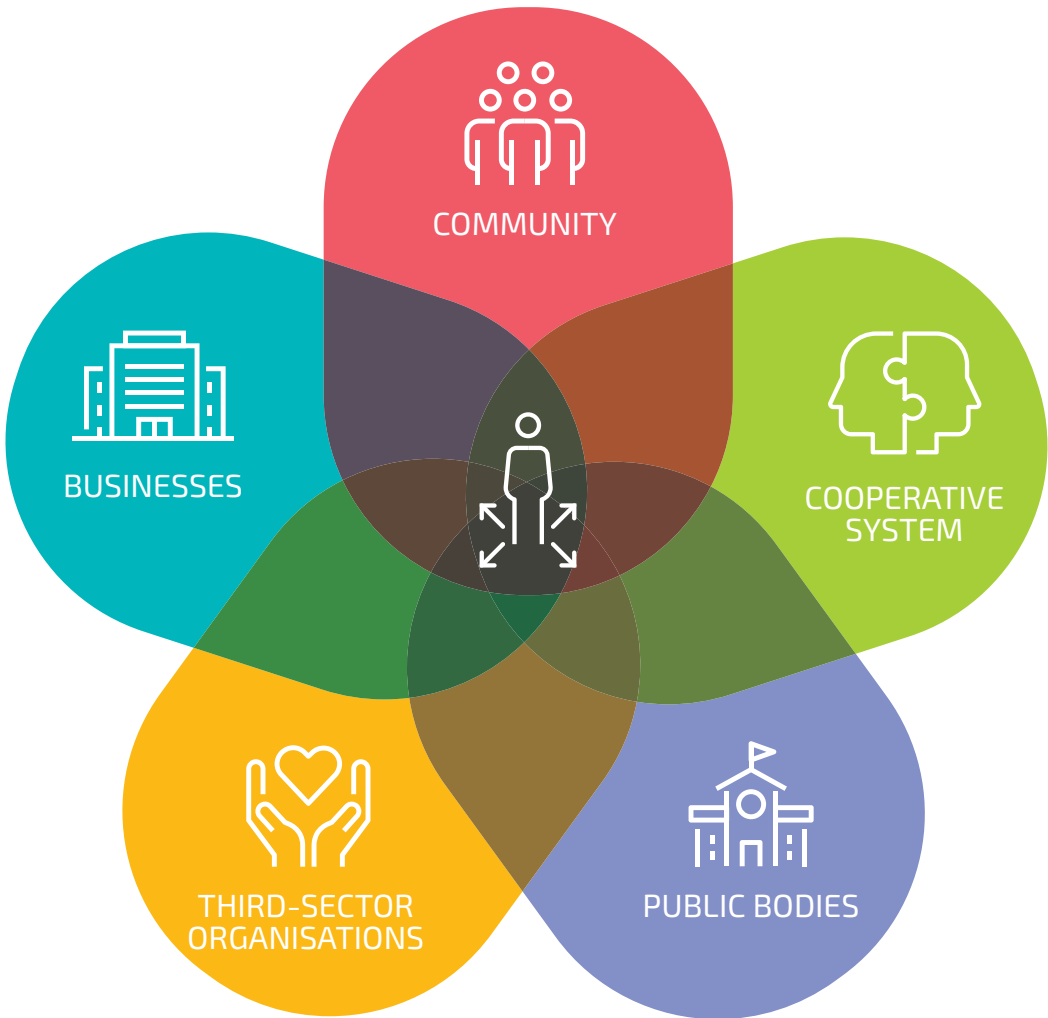 COMMUNITY
BUSINESSES
COOPERATIVE
SYSTEM
THIRD-SECTOR
ORGANISATIONS
PUBLIC BODIES